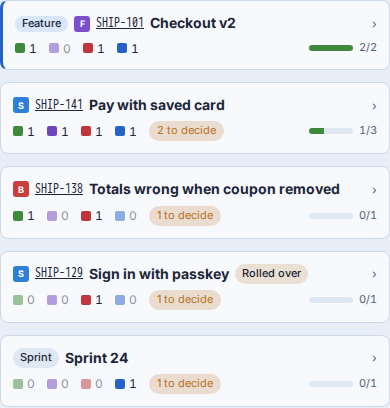 Feature F SHIP-101 Checkout v2 ›
1 0 1 1 2/2
S SHIP-141 Pay with saved card ›
1 1 1 1 2 to decide 1/3
B SHIP-138 Totals wrong when coupon removed ›
1 0 1 0 1 to decide 0/1
S SHIP-129 Sign in with passkey Rolled over ›
0 0 1 0 1 to decide 0/1
Sprint Sprint 24 ›
0 0 0 1 1 to decide 0/1